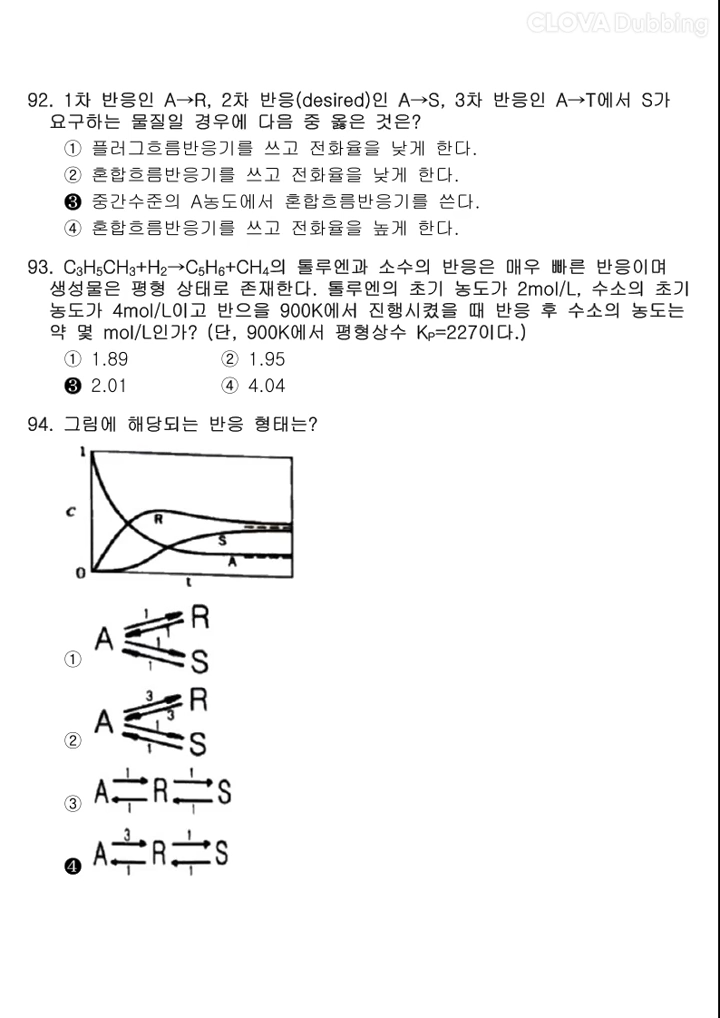 CLOVA Dubbing
92. 1차 반응인 A→R, 2차 반응(desired)인 A→S, 3차 반응인 A→T에서 S가
요구하는 물질일 경우에 다음 중 옳은 것은?
① 플러그흐름반응기를 쓰고 전화율을 낮게 한다.
② 혼합흐름반응기를 쓰고 전화율을 낮게 한다.
❸ 중간수준의 A농도에서 혼합흐름반응기를 쓴다.
④ 혼합흐름반응기를 쓰고 전화율을 높게 한다.
93. C₃H₅CH₃+H₂→C₅H₆+CH₄의 톨루엔과 소수의 반응은 매우 빠른 반응이며
생성물은 평형 상태로 존재한다. 톨루엔의 초기 농도가 2mol/L, 수소의 초기
농도가 4mol/L이고 반으을 900K에서 진행시켰을 때 반응 후 수소의 농도는
약 몇 mol/L인가? (단, 900K에서 평형상수 Kₚ=227이다.)
① 1.89 ② 1.95
❸ 2.01 ④ 4.04
94. 그림에 해당되는 반응 형태는?
1
C
R
S
A
0
t
1 R
A 1
1
① 1 S
3 R
A 3
1
② 1 S
1 1
③ A R S
1 1
3 1
❹ A R S
1 1